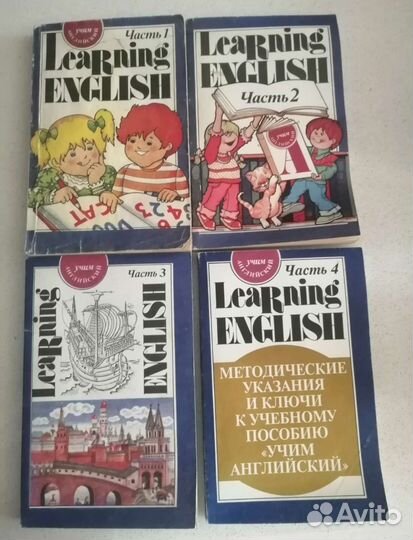 УЧИМ
АНГЛИЙСКИЙ
Часть 1
Learning
ENGLISH
CAT
УЧИМ
АНГЛИЙСКИЙ
Learning
ENGLISH
Часть 2
A
УЧИМ
АНГЛИЙСКИЙ
Часть 3
Learning
ENGLISH
УЧИМ
АНГЛИЙСКИЙ
Часть 4
Learning
ENGLISH
МЕТОДИЧЕСКИЕ
УКАЗАНИЯ
И КЛЮЧИ
К УЧЕБНОМУ
ПОСОБИЮ
«УЧИМ
АНГЛИЙСКИЙ»
Avito